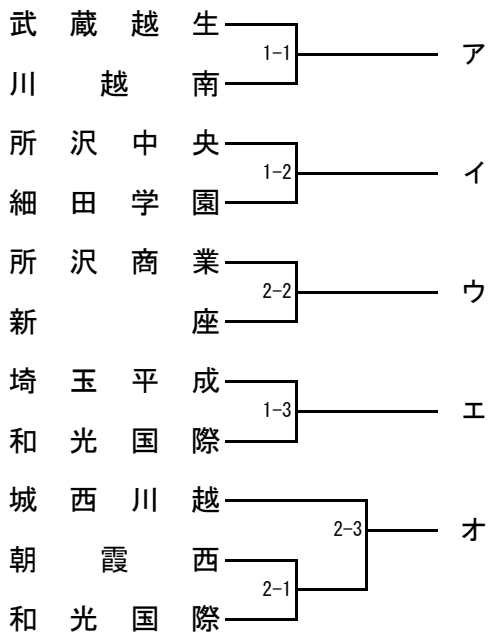 武蔵越生
1-1
ア
川越南
所沢中央
1-2
イ
細田学園
所沢商業
2-2
ウ
新座
埼玉平成
1-3
エ
和光国際
城西川越
2-3
オ
朝霞西
2-1
和光国際